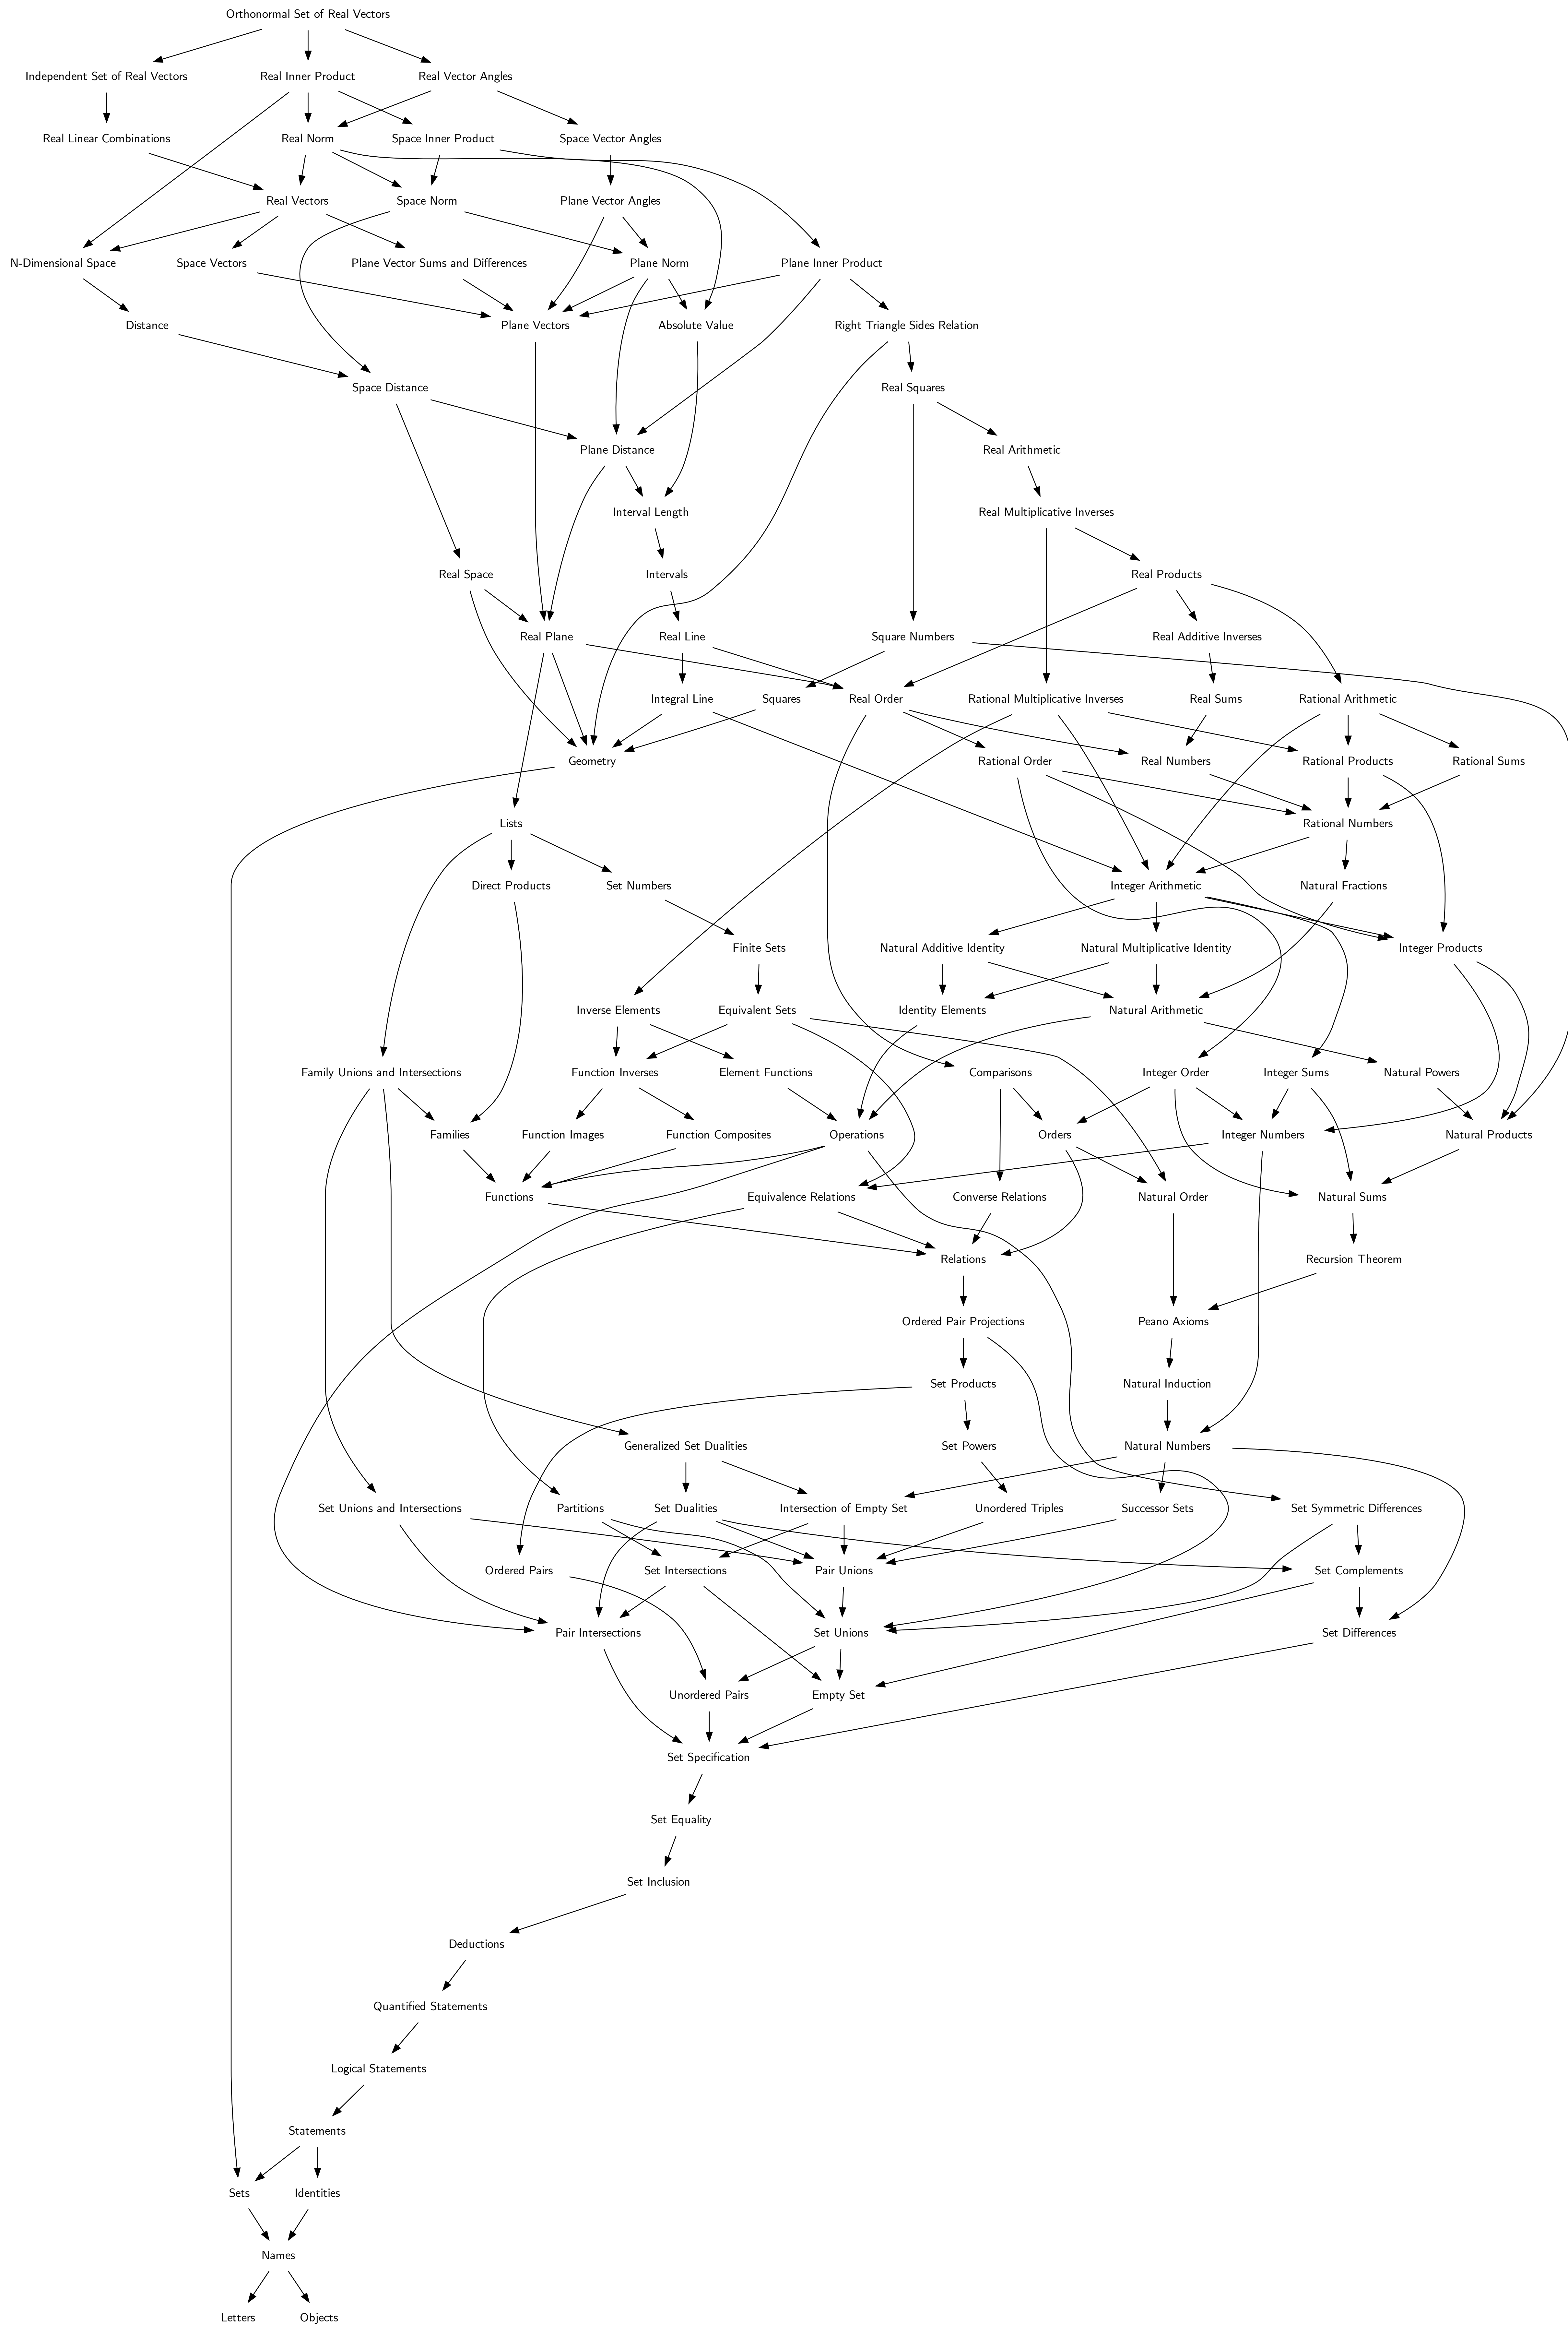 Orthonormal Set of Real Vectors
Independent Set of Real Vectors
Real Inner Product
Real Vector Angles
Real Linear Combinations
Real Norm
Space Inner Product
Space Vector Angles
Real Vectors
Space Norm
Plane Vector Angles
N-Dimensional Space
Space Vectors
Plane Vector Sums and Differences
Plane Norm
Plane Inner Product
Distance
Plane Vectors
Absolute Value
Right Triangle Sides Relation
Space Distance
Real Squares
Plane Distance
Real Arithmetic
Interval Length
Real Multiplicative Inverses
Real Space
Intervals
Real Products
Real Plane
Real Line
Square Numbers
Real Additive Inverses
Integral Line
Squares
Real Order
Rational Multiplicative Inverses
Real Sums
Rational Arithmetic
Geometry
Rational Order
Real Numbers
Rational Products
Rational Sums
Lists
Rational Numbers
Direct Products
Set Numbers
Integer Arithmetic
Natural Fractions
Finite Sets
Natural Additive Identity
Natural Multiplicative Identity
Integer Products
Inverse Elements
Equivalent Sets
Identity Elements
Natural Arithmetic
Family Unions and Intersections
Function Inverses
Element Functions
Comparisons
Integer Order
Integer Sums
Natural Powers
Families
Function Images
Function Composites
Operations
Orders
Integer Numbers
Natural Products
Functions
Equivalence Relations
Converse Relations
Natural Order
Natural Sums
Relations
Recursion Theorem
Ordered Pair Projections
Peano Axioms
Set Products
Natural Induction
Generalized Set Dualities
Set Powers
Natural Numbers
Set Unions and Intersections
Partitions
Set Dualities
Intersection of Empty Set
Unordered Triples
Successor Sets
Set Symmetric Differences
Ordered Pairs
Set Intersections
Pair Unions
Set Complements
Pair Intersections
Set Unions
Set Differences
Unordered Pairs
Empty Set
Set Specification
Set Equality
Set Inclusion
Deductions
Quantified Statements
Logical Statements
Statements
Sets
Identities
Names
Letters
Objects